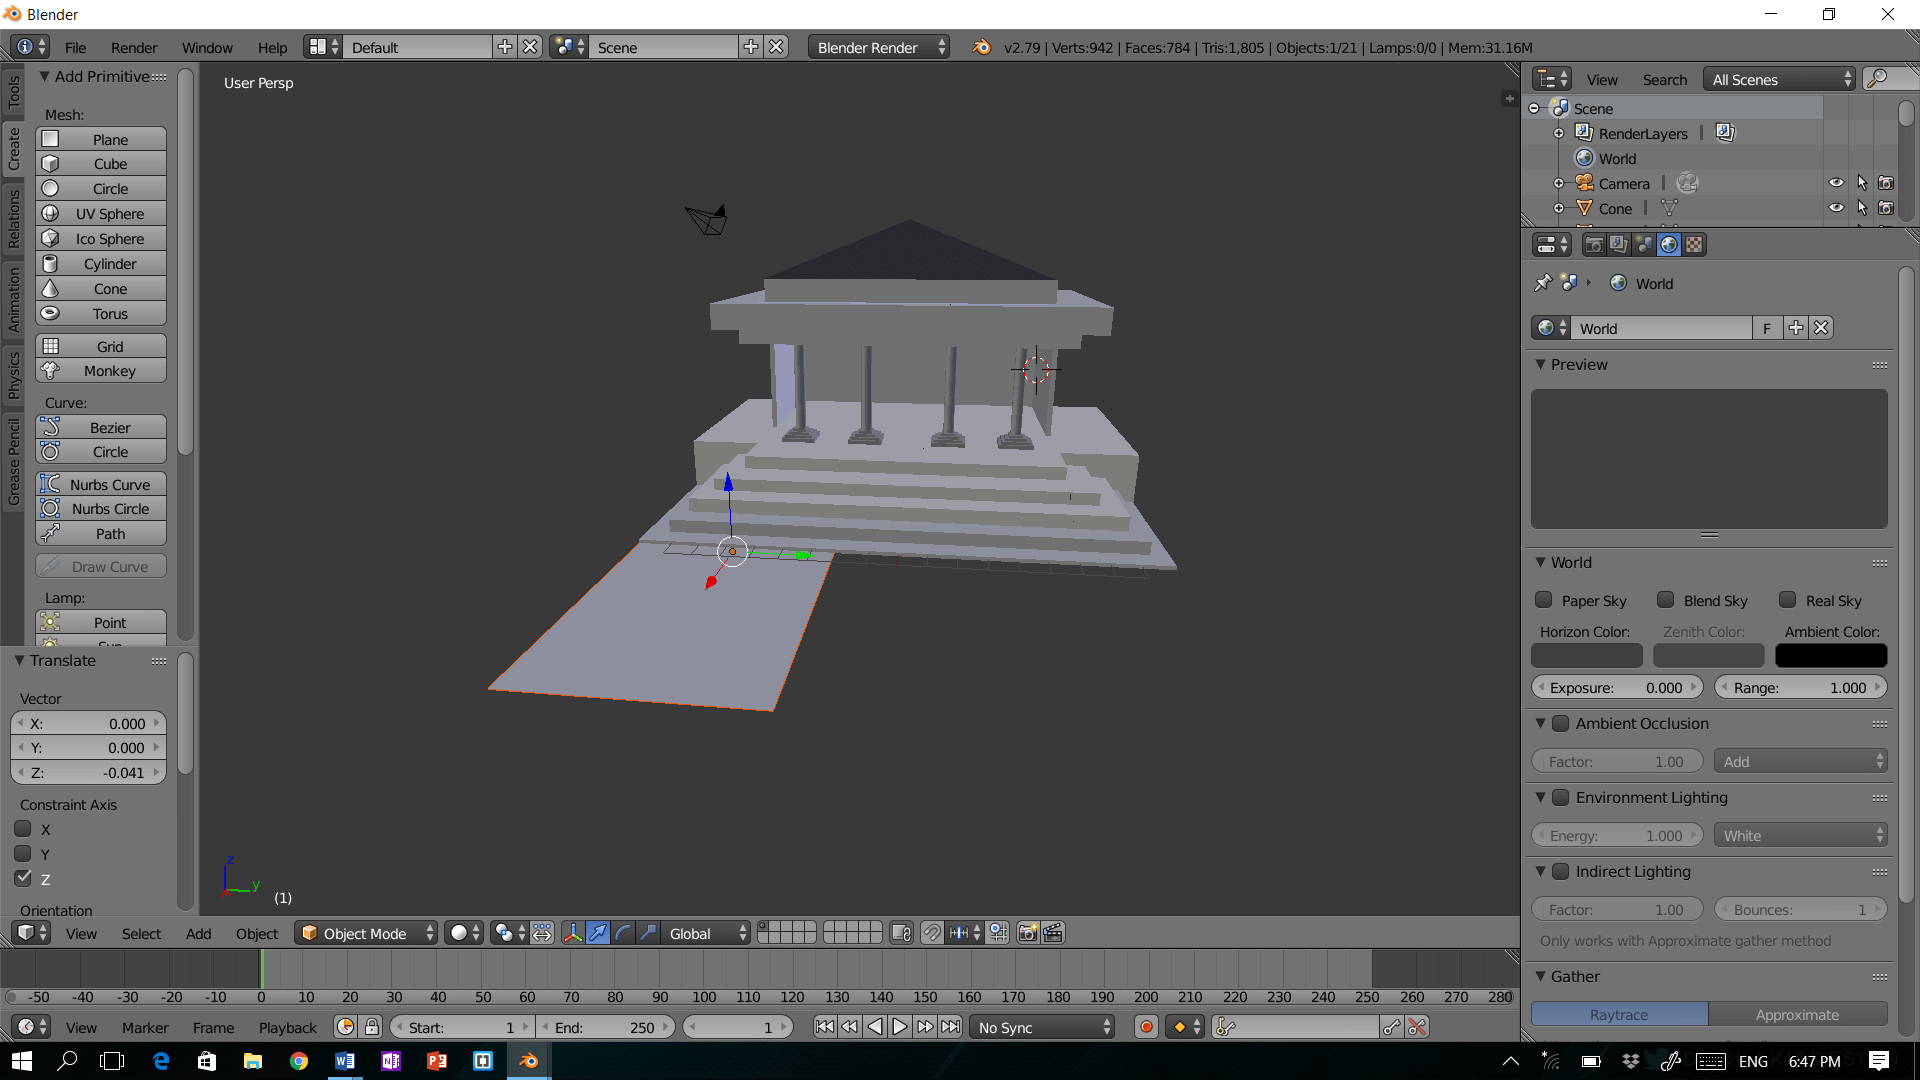 Blender
File Render Window Help Default Scene Blender Render v2.79 | Verts:942 | Faces:784 | Tris:1,805 | Objects:1/21 | Lamps:0/0 | Mem:31.16M
Tools
Create
Relations
Animation
Physics
Grease Pencil
Add Primitive
Mesh:
Plane
Cube
Circle
UV Sphere
Ico Sphere
Cylinder
Cone
Torus
Grid
Monkey
Curve:
Bezier
Circle
Nurbs Curve
Nurbs Circle
Path
Draw Curve
Lamp:
Point
Sun
Translate
Vector
X: 0.000
Y: 0.000
Z: -0.041
Constraint Axis
X
Y
Z
Orientation
User Persp
z
y
(1)
View Select Add Object Object Mode Global
-50 -40 -30 -20 -10 0 10 20 30 40 50 60 70 80 90 100 110 120 130 140 150 160 170 180 190 200 210 220 230 240 250 260 270 280
View Marker Frame Playback Start: 1 End: 250 1 No Sync
View Search All Scenes
Scene
RenderLayers
World
Camera
Cone
World
World F
Preview
World
Paper Sky Blend Sky Real Sky
Horizon Color: Zenith Color: Ambient Color:
Exposure: 0.000 Range: 1.000
Ambient Occlusion
Factor: 1.00 Add
Environment Lighting
Energy: 1.000 White
Indirect Lighting
Factor: 1.00 Bounces: 1
Only works with Approximate gather method
Gather
Raytrace Approximate
ENG 6:47 PM